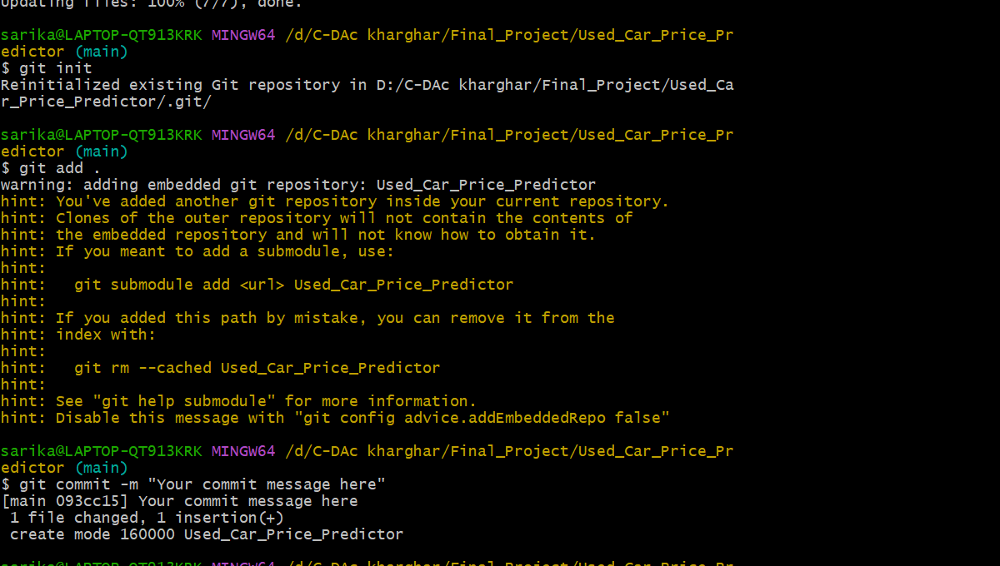 Updating files: 100% (7/7), done.
sarika@LAPTOP-QT913KRK MINGW64 /d/C-DAc kharghar/Final_Project/Used_Car_Price_Pr
edictor (main)
$ git init
Reinitialized existing Git repository in D:/C-DAc kharghar/Final_Project/Used_Ca
r_Price_Predictor/.git/
sarika@LAPTOP-QT913KRK MINGW64 /d/C-DAc kharghar/Final_Project/Used_Car_Price_Pr
edictor (main)
$ git add .
warning: adding embedded git repository: Used_Car_Price_Predictor
hint: You've added another git repository inside your current repository.
hint: Clones of the outer repository will not contain the contents of
hint: the embedded repository and will not know how to obtain it.
hint: If you meant to add a submodule, use:
hint:
hint:   git submodule add <url> Used_Car_Price_Predictor
hint:
hint: If you added this path by mistake, you can remove it from the
hint: index with:
hint:
hint:   git rm --cached Used_Car_Price_Predictor
hint:
hint: See "git help submodule" for more information.
hint: Disable this message with "git config advice.addEmbeddedRepo false"
sarika@LAPTOP-QT913KRK MINGW64 /d/C-DAc kharghar/Final_Project/Used_Car_Price_Pr
edictor (main)
$ git commit -m "Your commit message here"
[main 093cc15] Your commit message here
 1 file changed, 1 insertion(+)
 create mode 160000 Used_Car_Price_Predictor
sarika@LAPTOP-QT913KRK MINGW64 /d/C-DAc kharghar/Final_Project/Used_Car_Price_Pr